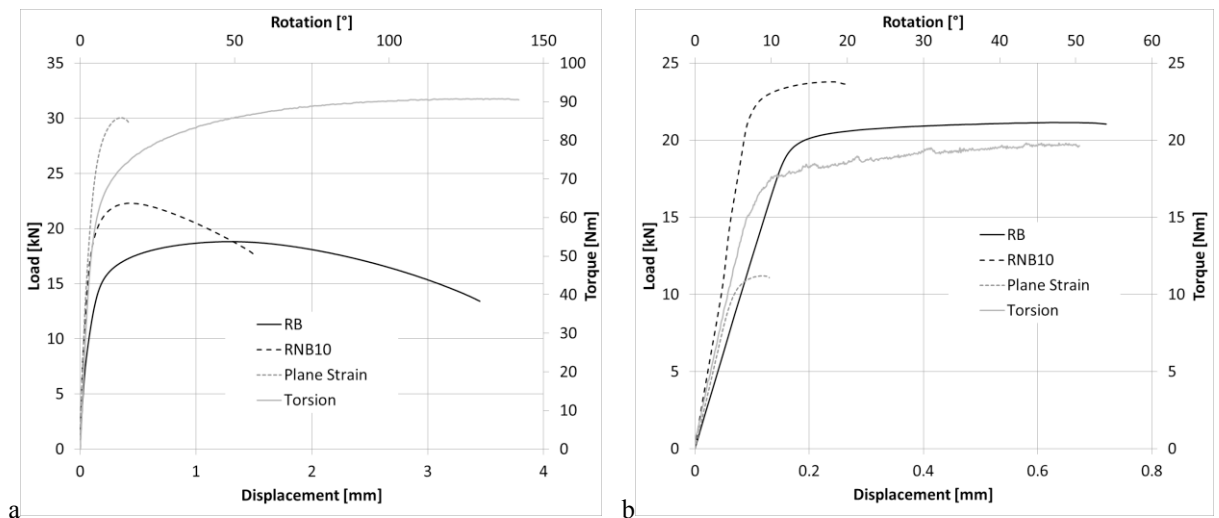 Rotation [°]
0 50 100 150
35 100
30 90
25 80
20 70
15 60
10 50
5 40
0 30
20
10
0
Load [kN]
Torque [Nm]
RB
RNB10
Plane Strain
Torsion
0 1 2 3 4
Displacement [mm]
a
Rotation [°]
0 10 20 30 40 50 60
25 25
20 20
15 15
10 10
5 5
0 0
Load [kN]
Torque [Nm]
RB
RNB10
Plane Strain
Torsion
0 0.2 0.4 0.6 0.8
Displacement [mm]
b